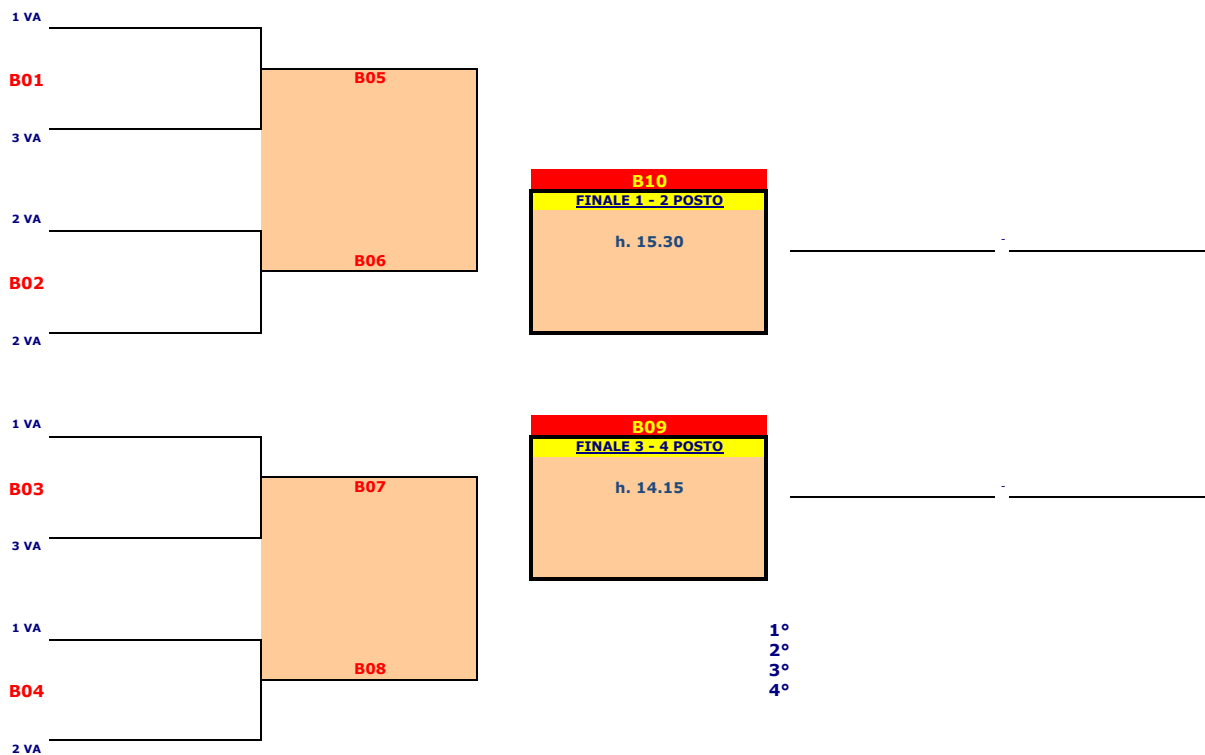 1 VA
B01
3 VA
B05
2 VA
B02
2 VA
B06
B10
FINALE 1 - 2 POSTO
h. 15.30
-
1 VA
B03
3 VA
B07
B09
FINALE 3 - 4 POSTO
h. 14.15
-
1 VA
B04
2 VA
B08
1°
2°
3°
4°